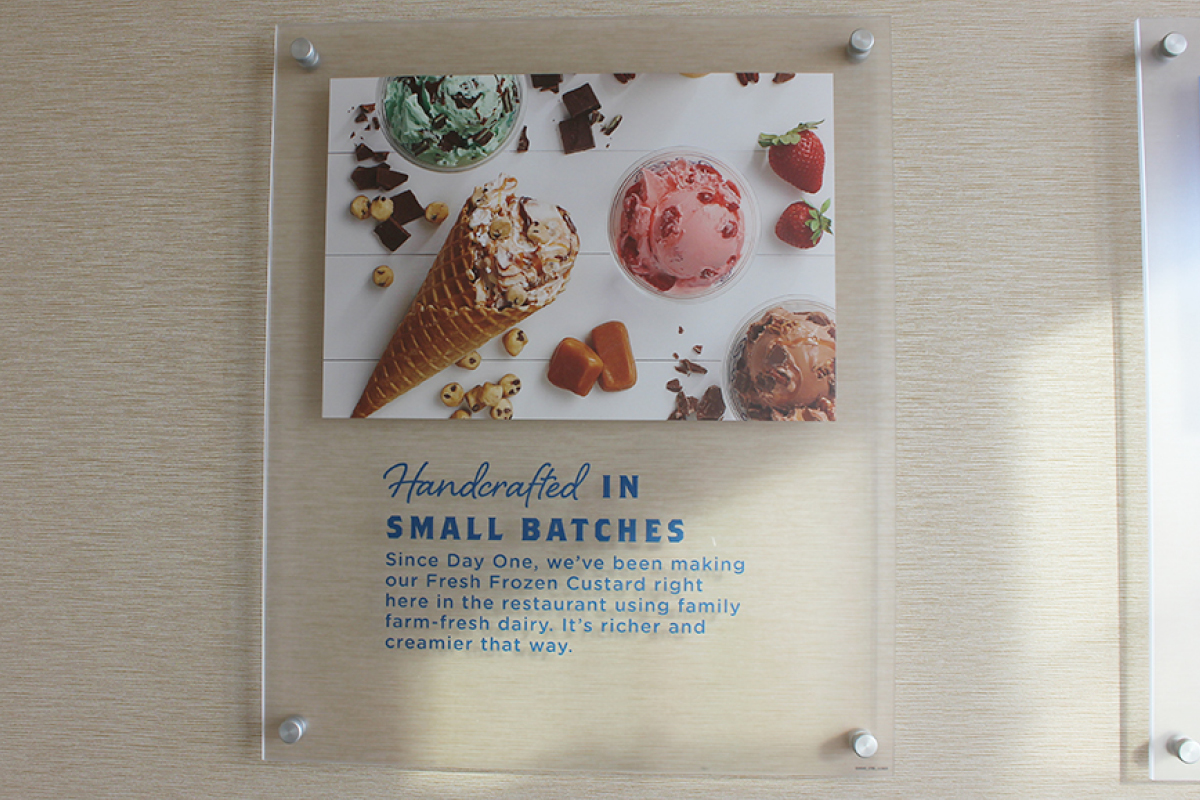 Handcrafted IN
SMALL BATCHES
Since Day One, we've been making
our Fresh Frozen Custard right
here in the restaurant using family
farm-fresh dairy. It's richer and
creamier that way.